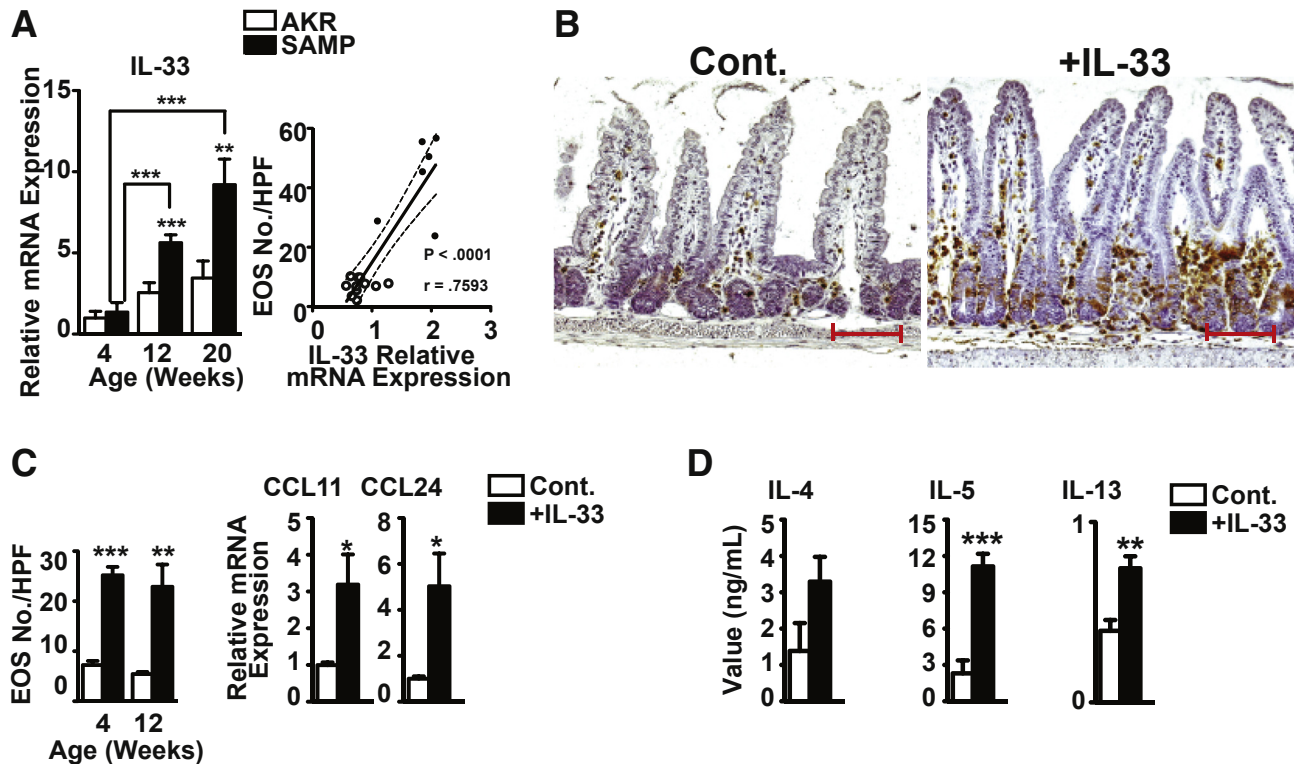 A
AKR
SAMP
IL-33
Relative mRNA Expression
15
10
5
0
***
***
***
**
4 12 20
Age (Weeks)
EOS No./HPF
60
40
20
0
P < .0001
r = .7593
0 1 2 3
IL-33 Relative
mRNA Expression
B
Cont.
+IL-33
C
EOS No./HPF
30
20
10
0
*** **
4 12
Age (Weeks)
CCL11 CCL24
Cont.
+IL-33
Relative mRNA
Expression
5
4
3
2
1
0
*
8
6
4
2
0
*
D
IL-4
IL-5
IL-13
Cont.
+IL-33
Value (ng/mL)
5
4
3
2
1
0
15
12
9
6
3
0
***
1
0
**